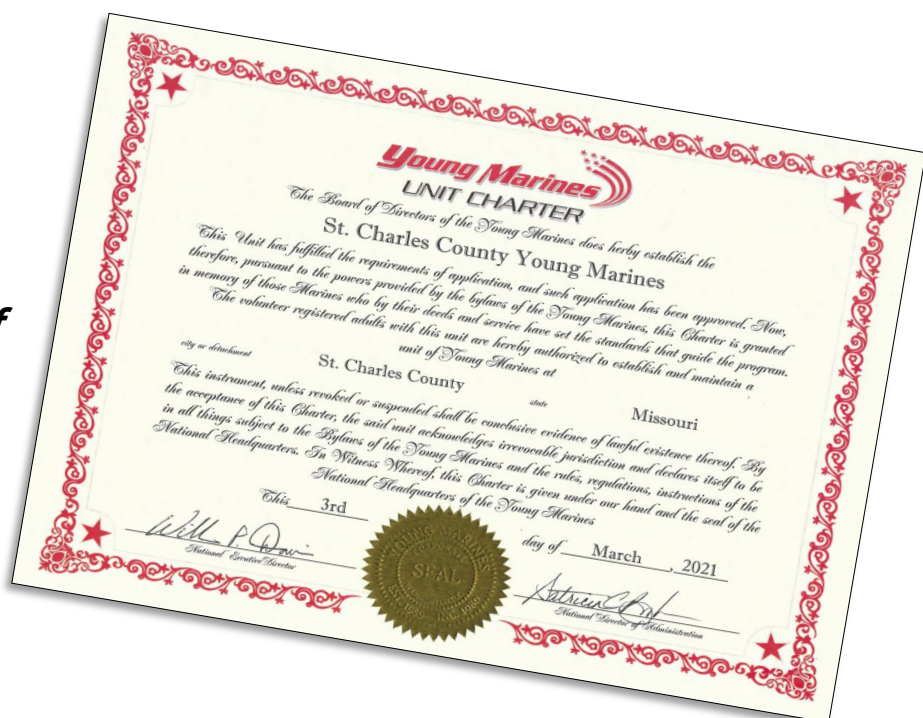 f
Young Marines
UNIT CHARTER
The Board of Directors of the Young Marines does herby establish the
St. Charles County Young Marines
This Unit has fulfilled the requirements of application, and such application has been approved. Now,
therefore, pursuant to the powers provided by the bylaws of the Young Marines, this Charter is granted
in memory of those Marines who by their deeds and service have set the standards that guide the program.
The volunteer registered adults with this unit are hereby authorized to establish and maintain a
unit of Young Marines at
city or detachment St. Charles County state Missouri
This instrument, unless revoked or suspended shall be conclusive evidence of lawful existence thereof. By
the acceptance of this Charter, the said unit acknowledges irrevocable jurisdiction and declares itself to be
in all things subject to the Bylaws of the Young Marines and the rules, regulations, instructions of the
National Headquarters. In Witness Whereof, this Charter is given under our hand and the seal of the
National Headquarters of the Young Marines
This 3rd day of March, 2021
National Executive Director
National Director of Administration
YOUNG MARINES
SEAL